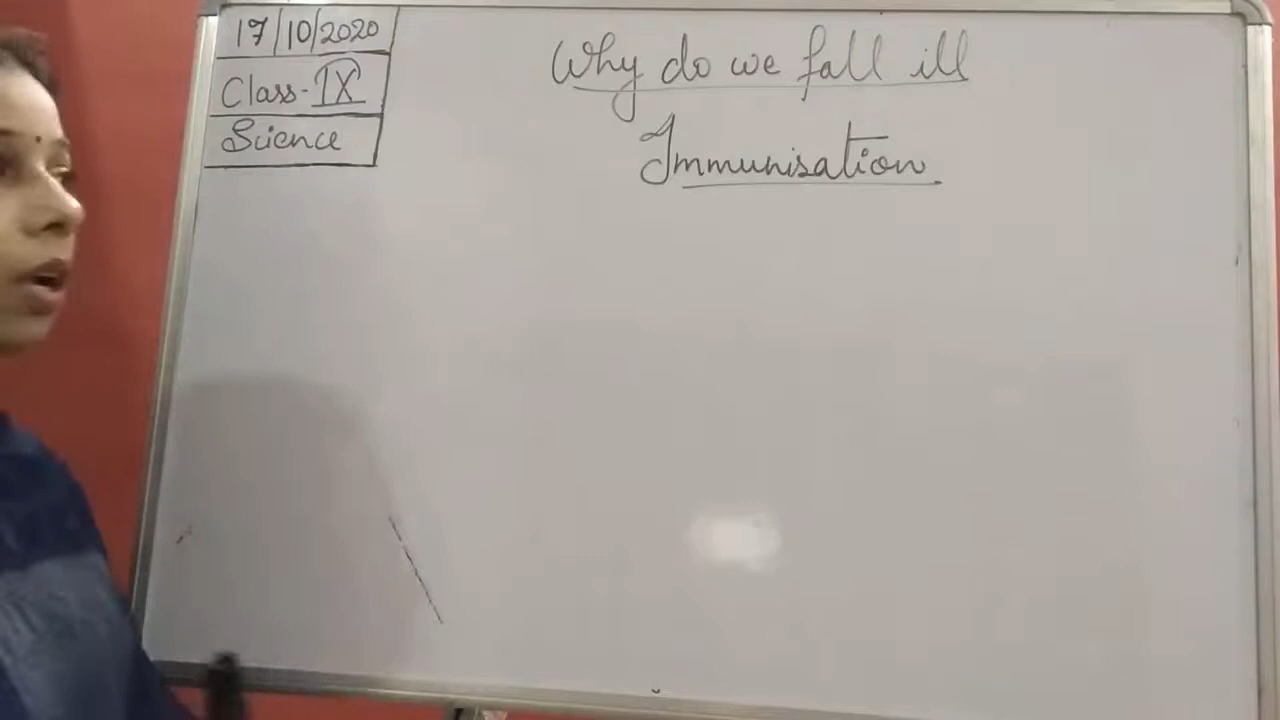 17/10/2020
Class-IX
Science
Why do we fall ill
Immunisation